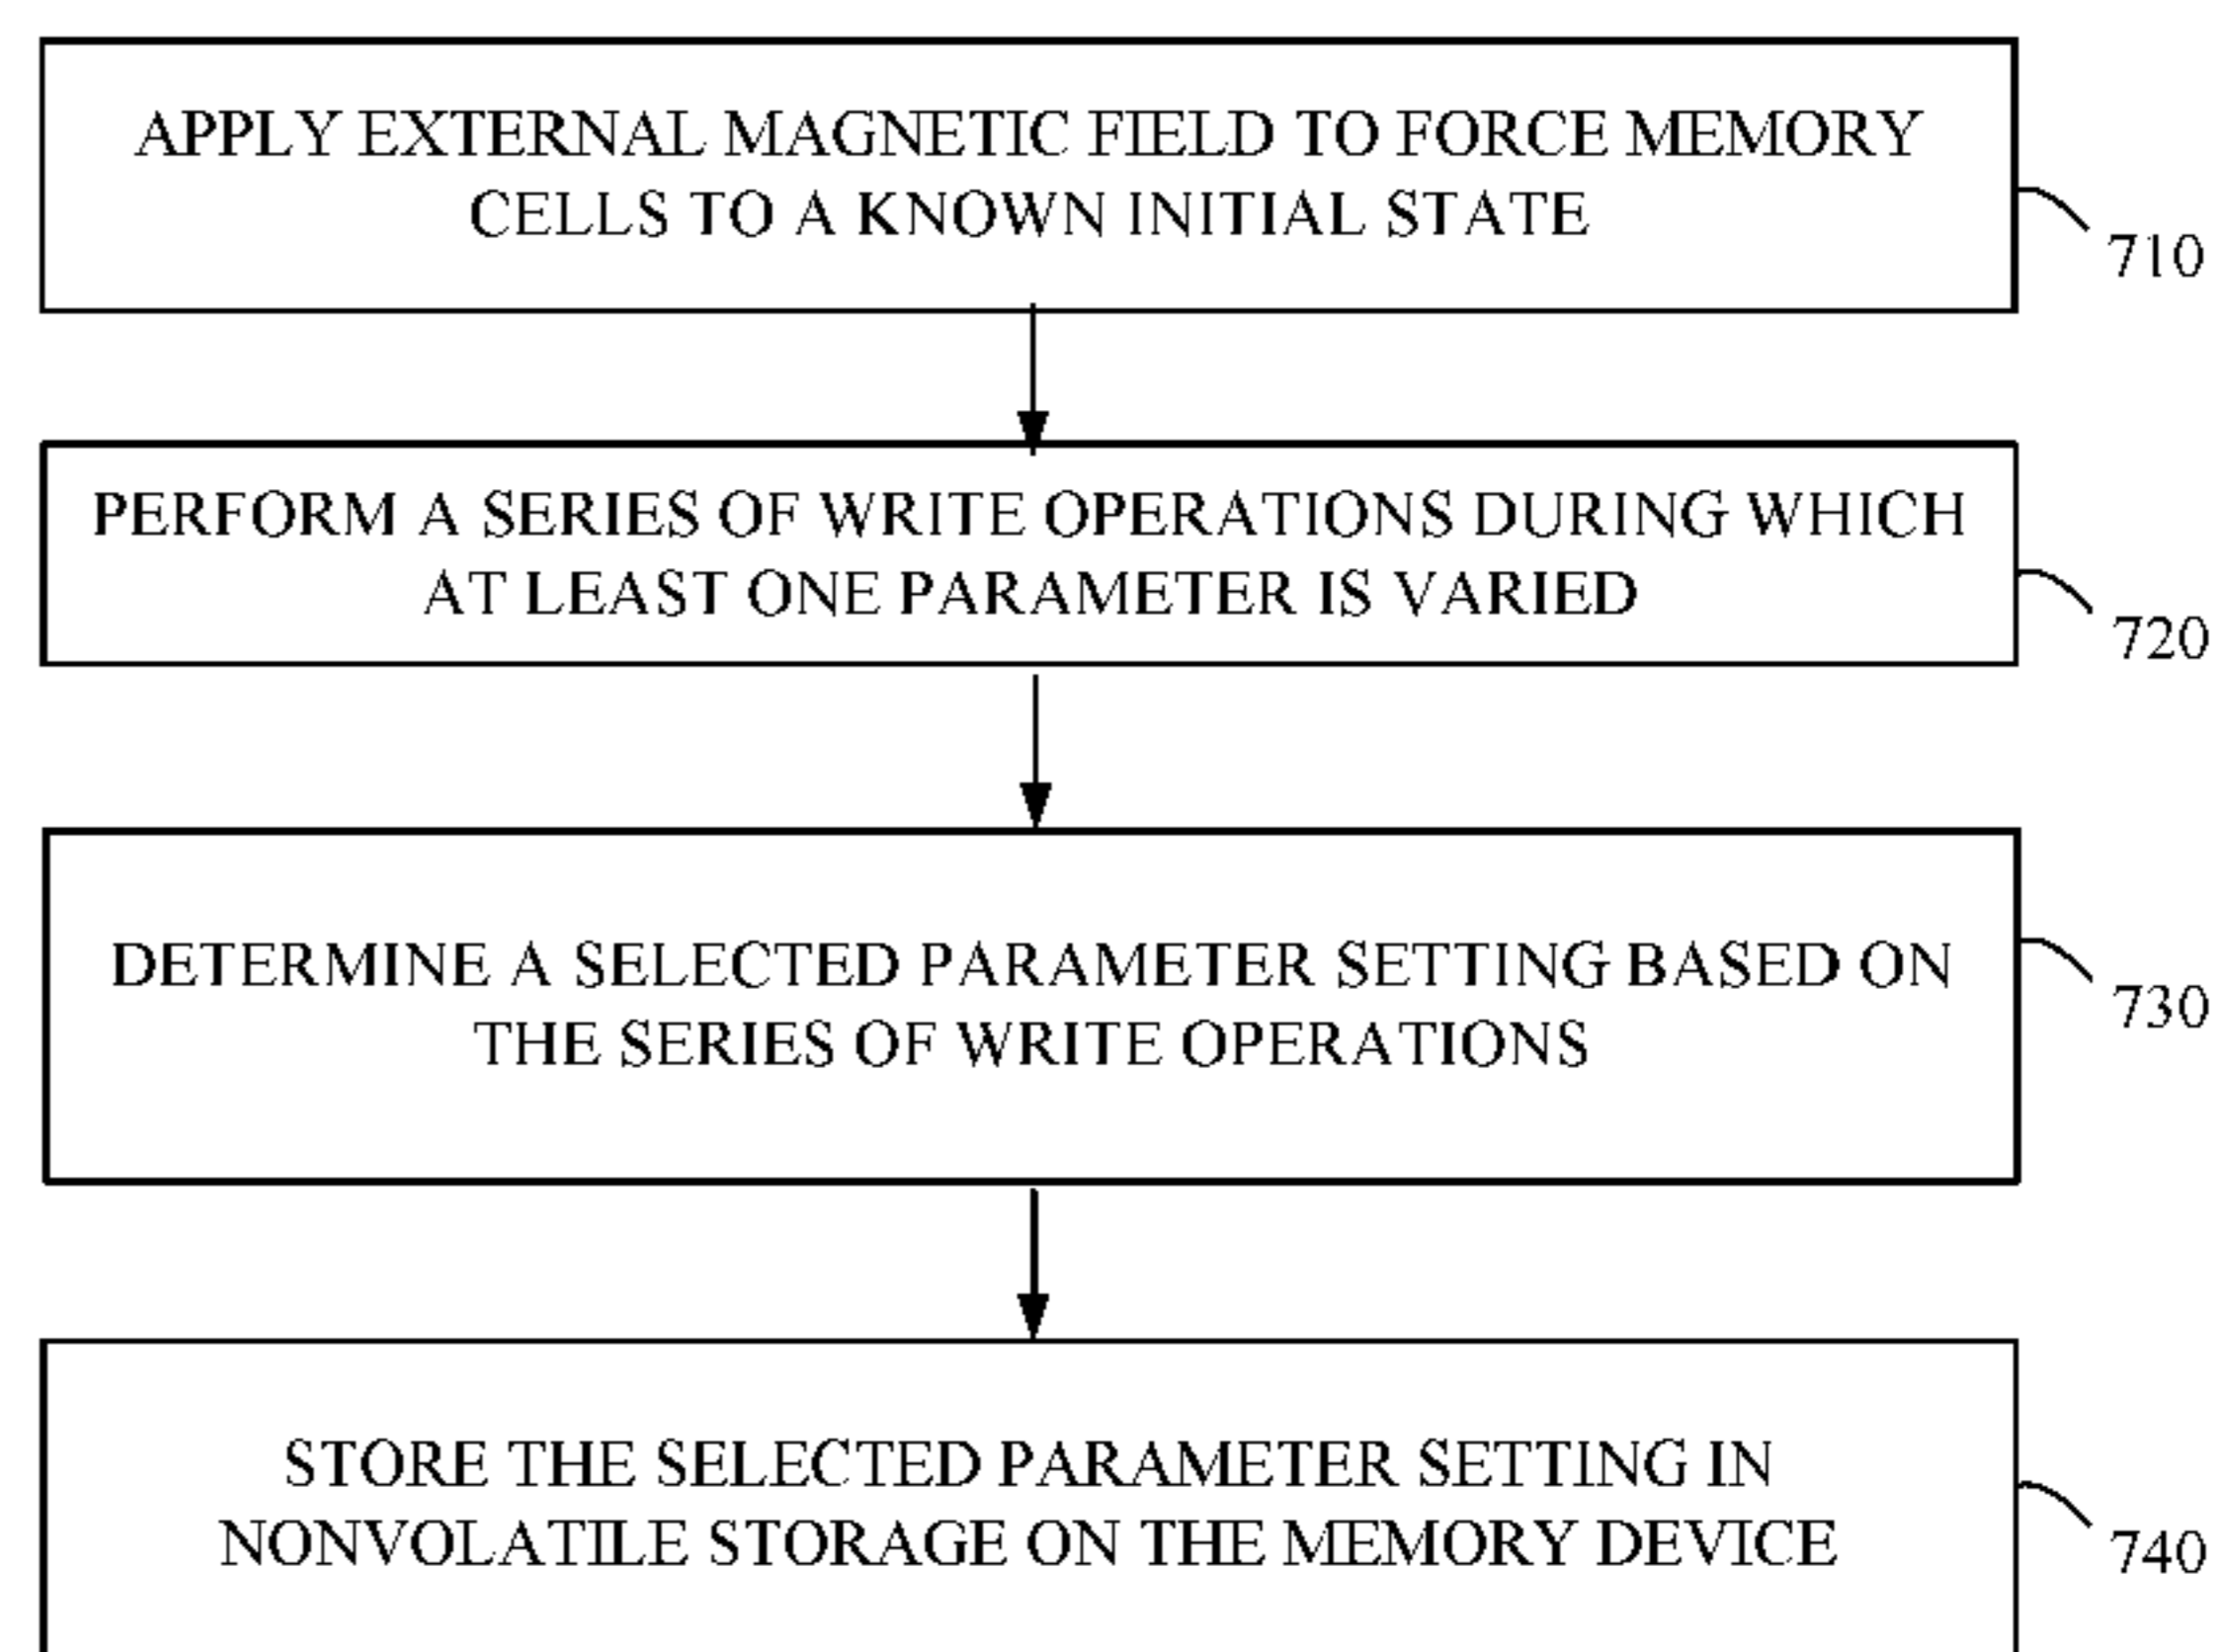 APPLY EXTERNAL MAGNETIC FIELD TO FORCE MEMORY
CELLS TO A KNOWN INITIAL STATE
710
PERFORM A SERIES OF WRITE OPERATIONS DURING WHICH
AT LEAST ONE PARAMETER IS VARIED
720
DETERMINE A SELECTED PARAMETER SETTING BASED ON
THE SERIES OF WRITE OPERATIONS
730
STORE THE SELECTED PARAMETER SETTING IN
NONVOLATILE STORAGE ON THE MEMORY DEVICE
740